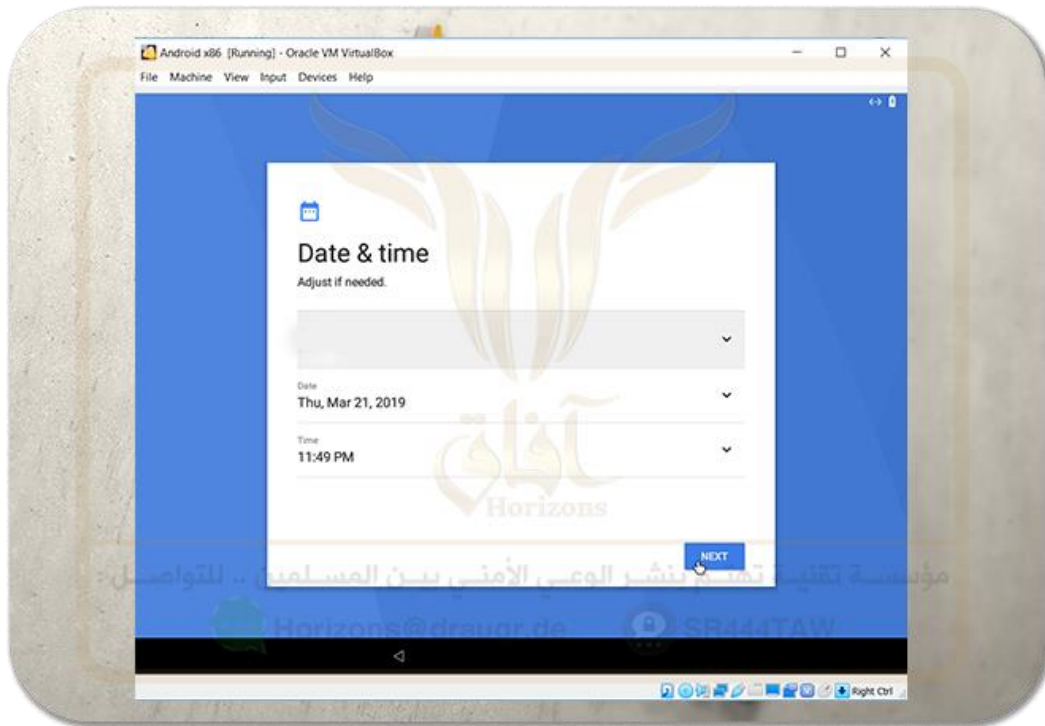 Android x86 [Running] - Oracle VM VirtualBox
File Machine View Input Devices Help
Date & time
Adjust if needed.
Date
Thu, Mar 21, 2019
Time
11:49 PM
آفاق
Horizons
NEXT
مؤسسة تقنية تهتم بنشر الوعي الأمني بين المسلمين .. للتواصل:
Horizons@draugr.de
SR444TAW
Right Ctrl